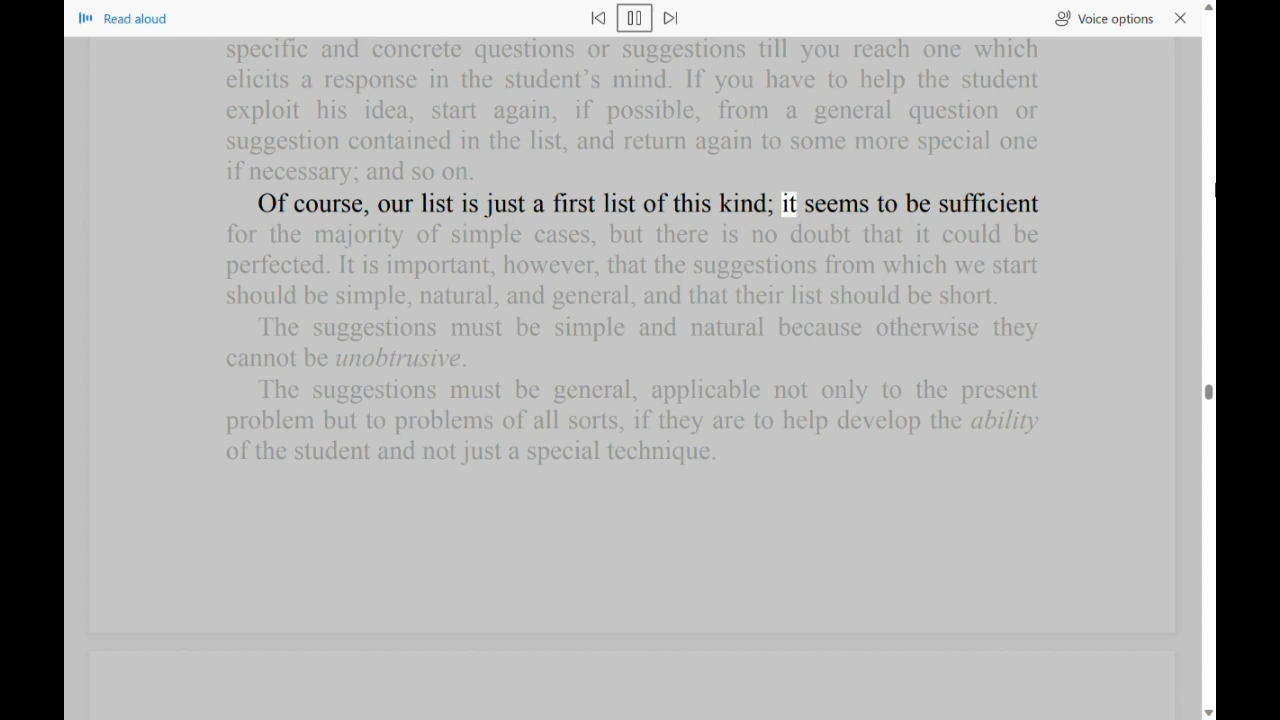 Read aloud
Voice options
specific and concrete questions or suggestions till you reach one which
elicits a response in the student’s mind. If you have to help the student
exploit his idea, start again, if possible, from a general question or
suggestion contained in the list, and return again to some more special one
if necessary; and so on.
Of course, our list is just a first list of this kind; it seems to be sufficient
for the majority of simple cases, but there is no doubt that it could be
perfected. It is important, however, that the suggestions from which we start
should be simple, natural, and general, and that their list should be short.
The suggestions must be simple and natural because otherwise they
cannot be unobtrusive.
The suggestions must be general, applicable not only to the present
problem but to problems of all sorts, if they are to help develop the ability
of the student and not just a special technique.